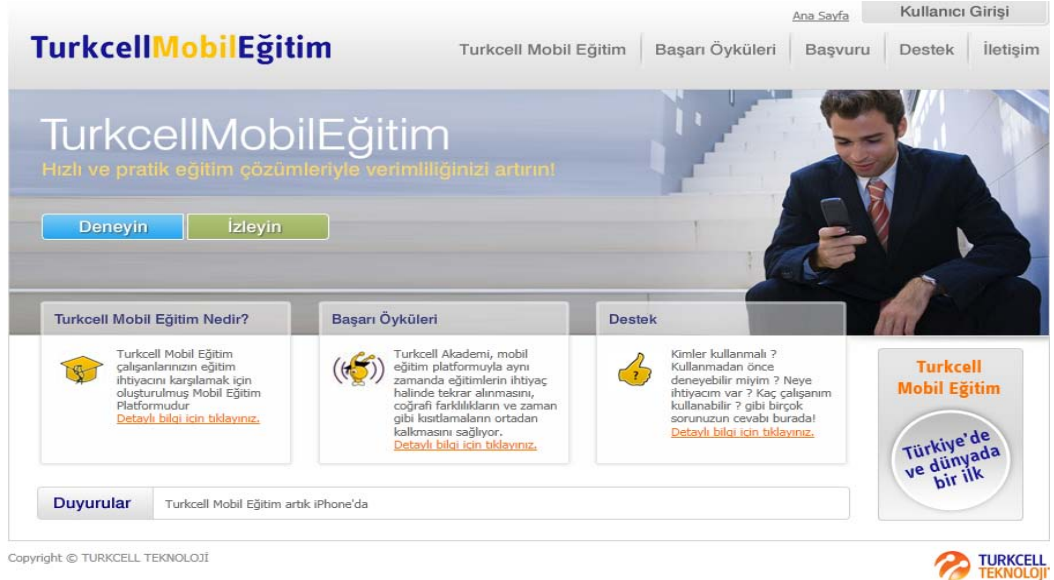 Ana Sayfa
Kullanıcı Girişi
TurkcellMobilEğitim
Turkcell Mobil Eğitim
Başarı Öyküleri
Başvuru
Destek
İletişim
TurkcellMobilEğitim
Hızlı ve pratik eğitim çözümleriyle verimliliğinizi artırın!
Deneyin
İzleyin
Turkcell Mobil Eğitim Nedir?
Turkcell Mobil Eğitim
çalışanlarınızın eğitim
ihtiyacını karşılamak için
oluşturulmuş Mobil Eğitim
Platformudur
Detaylı bilgi için tıklayınız.
Başarı Öyküleri
Turkcell Akademi, mobil
eğitim platformuyla aynı
zamanda eğitimlerin ihtiyaç
halinde tekrar alınmasını,
coğrafi farklılıkların ve zaman
gibi kısıtlamaların ortadan
kalkmasını sağlıyor.
Detaylı bilgi için tıklayınız.
Destek
?
Kimler kullanmalı ?
Kullanmadan önce
deneyebilir miyim ? Neye
ihtiyacım var ? Kaç çalışanım
kullanabilir ? gibi birçok
sorunuzun cevabı burada!
Detaylı bilgi için tıklayınız.
Turkcell
Mobil Eğitim
Türkiye'de
ve dünyada
bir ilk
Duyurular
Turkcell Mobil Eğitim artık iPhone'da
Copyright © TURKCELL TEKNOLOJİ
TURKCELL
TEKNOLOJİ